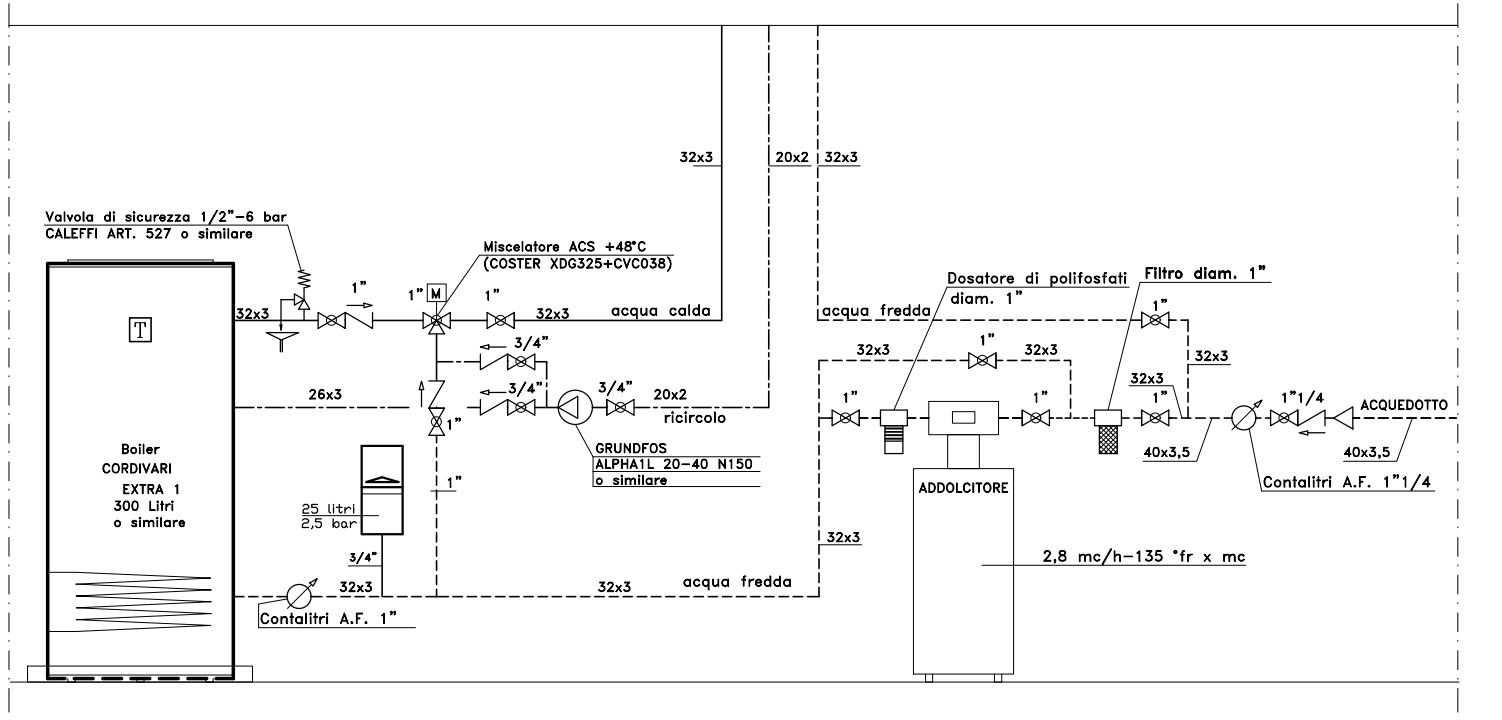 32x3
20x2
32x3
Valvola di sicurezza 1/2"-6 bar
CALEFFI ART. 527 o similare
Miscelatore ACS +48°C
(COSTER XDG325+CVC038)
Dosatore di polifosfati
diam. 1"
Filtro diam. 1"
1"
1"
M
1"
1"
32x3
32x3
acqua calda
acqua fredda
T
3/4"
32x3
1"
32x3
32x3
32x3
26x3
3/4"
3/4"
20x2
ricircolo
1"
1"
1"
1"
1"1/4
ACQUEDOTTO
40x3,5
40x3,5
GRUNDFOS
ALPHA1L 20-40 N150
o similare
Boiler
CORDIVARI
EXTRA 1
300 Litri
o similare
1"
25 litri
2,5 bar
ADDOLCITORE
Contalitri A.F. 1"1/4
32x3
3/4"
2,8 mc/h-135 °fr x mc
32x3
32x3
acqua fredda
Contalitri A.F. 1"